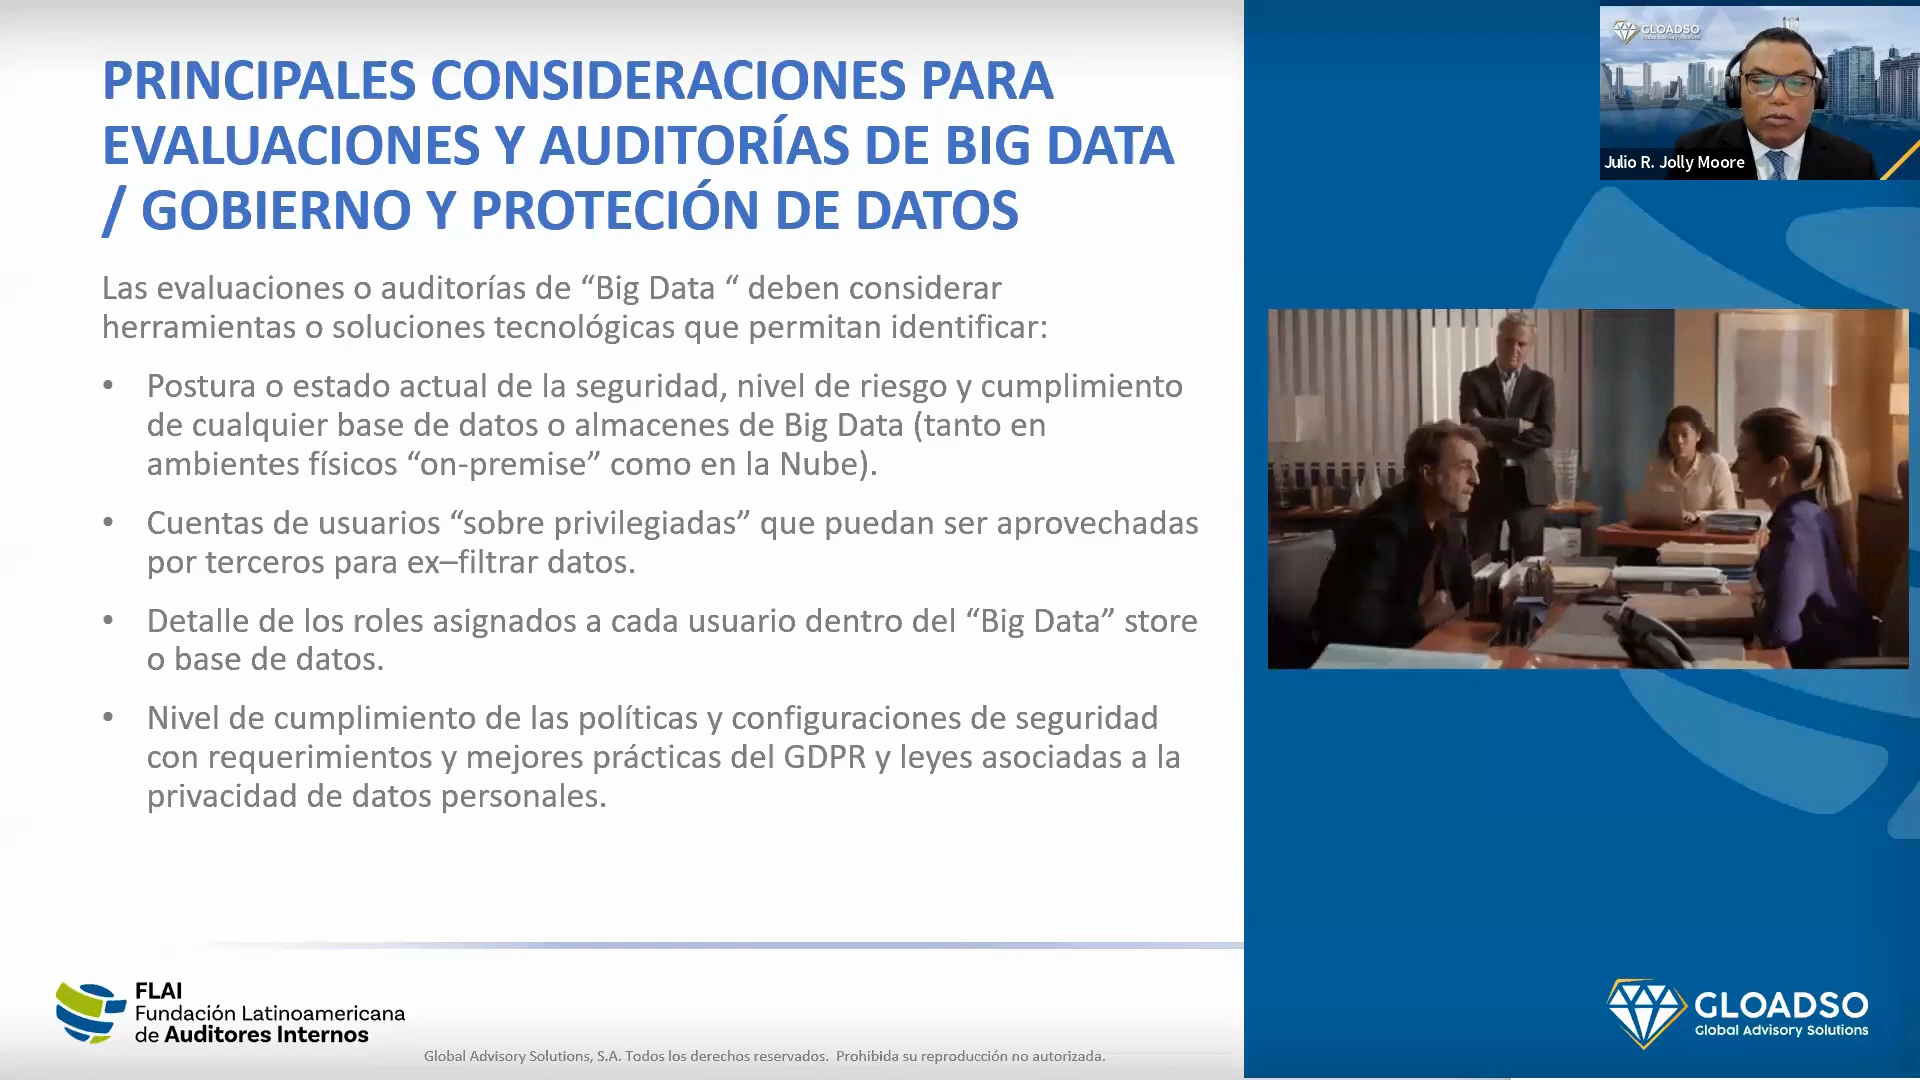 PRINCIPALES CONSIDERACIONES PARA
EVALUACIONES Y AUDITORÍAS DE BIG DATA
/ GOBIERNO Y PROTECIÓN DE DATOS
Las evaluaciones o auditorías de “Big Data “ deben considerar
herramientas o soluciones tecnológicas que permitan identificar:
• Postura o estado actual de la seguridad, nivel de riesgo y cumplimiento
de cualquier base de datos o almacenes de Big Data (tanto en
ambientes físicos “on-premise” como en la Nube).
• Cuentas de usuarios “sobre privilegiadas” que puedan ser aprovechadas
por terceros para ex–filtrar datos.
• Detalle de los roles asignados a cada usuario dentro del “Big Data” store
o base de datos.
• Nivel de cumplimiento de las políticas y configuraciones de seguridad
con requerimientos y mejores prácticas del GDPR y leyes asociadas a la
privacidad de datos personales.
FLAI
Fundación Latinoamericana
de Auditores Internos
Global Advisory Solutions, S.A. Todos los derechos reservados. Prohibida su reproducción no autorizada.
GLOADSO
Global Advisory Solutions
Julio R. Jolly Moore
GLOADSO
Global Advisory Solutions